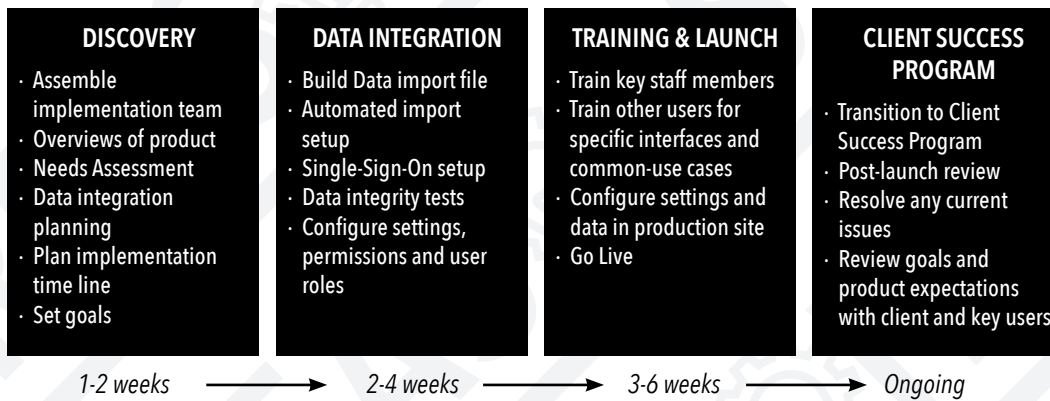 DISCOVERY
· Assemble
implementation team
· Overviews of product
· Needs Assessment
· Data integration
planning
· Plan implementation
time line
· Set goals
DATA INTEGRATION
· Build Data import file
· Automated import
setup
· Single-Sign-On setup
· Data integrity tests
· Configure settings,
permissions and user
roles
TRAINING & LAUNCH
· Train key staff members
· Train other users for
specific interfaces and
common-use cases
· Configure settings and
data in production site
· Go Live
CLIENT SUCCESS
PROGRAM
· Transition to Client
Success Program
· Post-launch review
· Resolve any current
issues
· Review goals and
product expectations
with client and key users
1-2 weeks
2-4 weeks
3-6 weeks
Ongoing